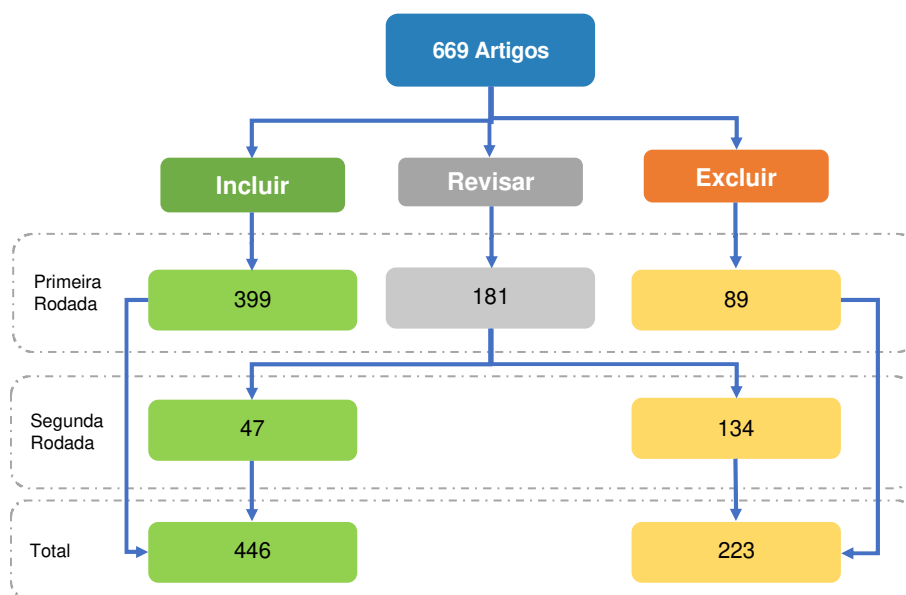 669 Artigos
Incluir
Revisar
Excluir
Primeira
Rodada
399
181
89
Segunda
Rodada
47
134
Total
446
223